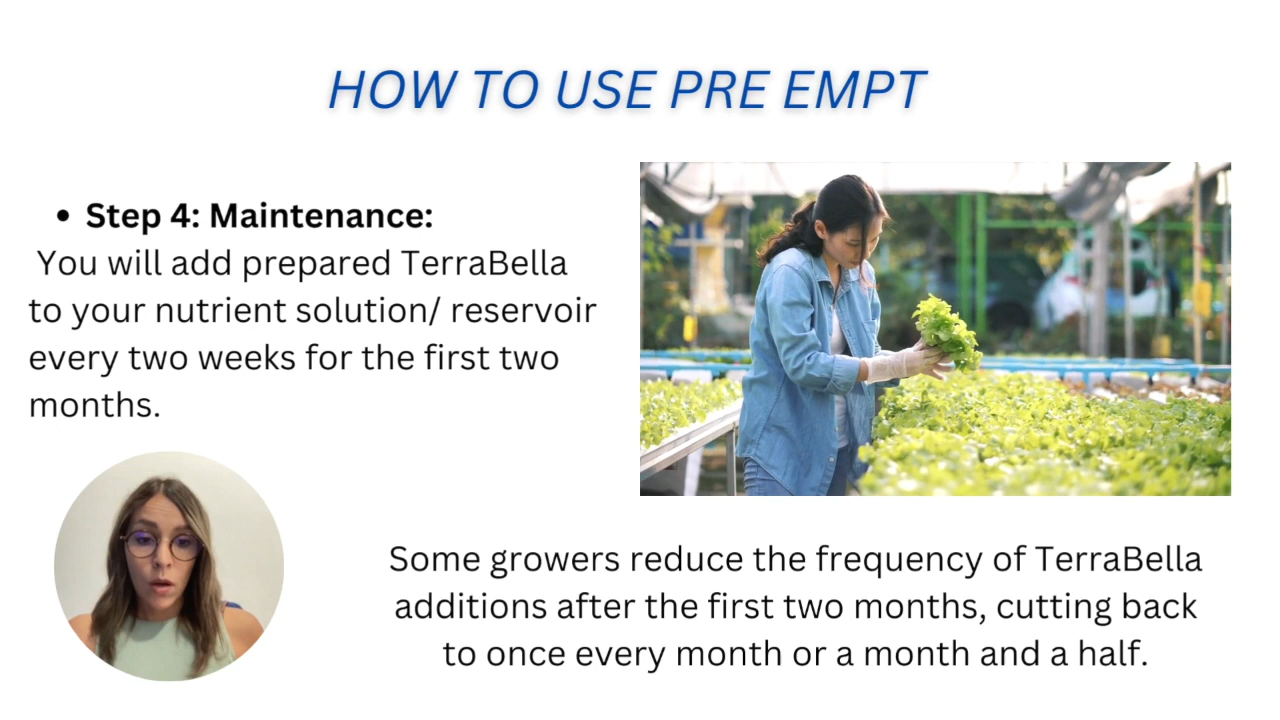 HOW TO USE PRE EMPT
• Step 4: Maintenance:
You will add prepared TerraBella
to your nutrient solution/ reservoir
every two weeks for the first two
months.
Some growers reduce the frequency of TerraBella
additions after the first two months, cutting back
to once every month or a month and a half.